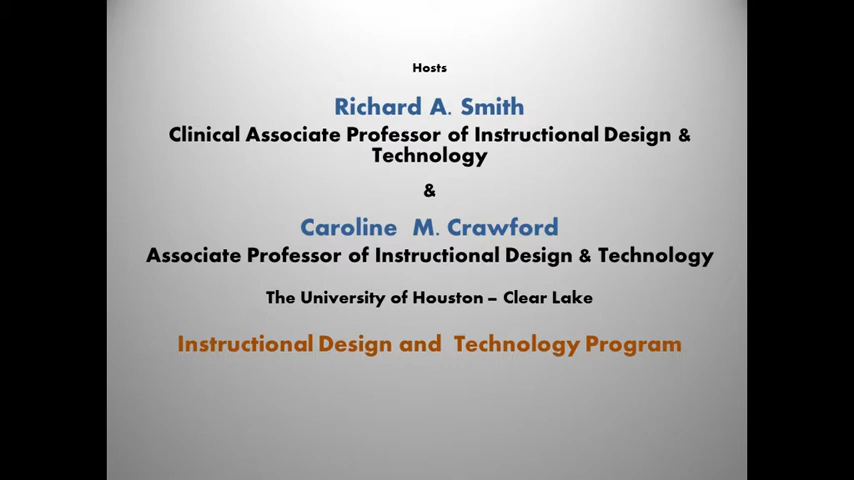 Hosts
Richard A. Smith
Clinical Associate Professor of Instructional Design &
Technology
&
Caroline M. Crawford
Associate Professor of Instructional Design & Technology
The University of Houston – Clear Lake
Instructional Design and Technology Program